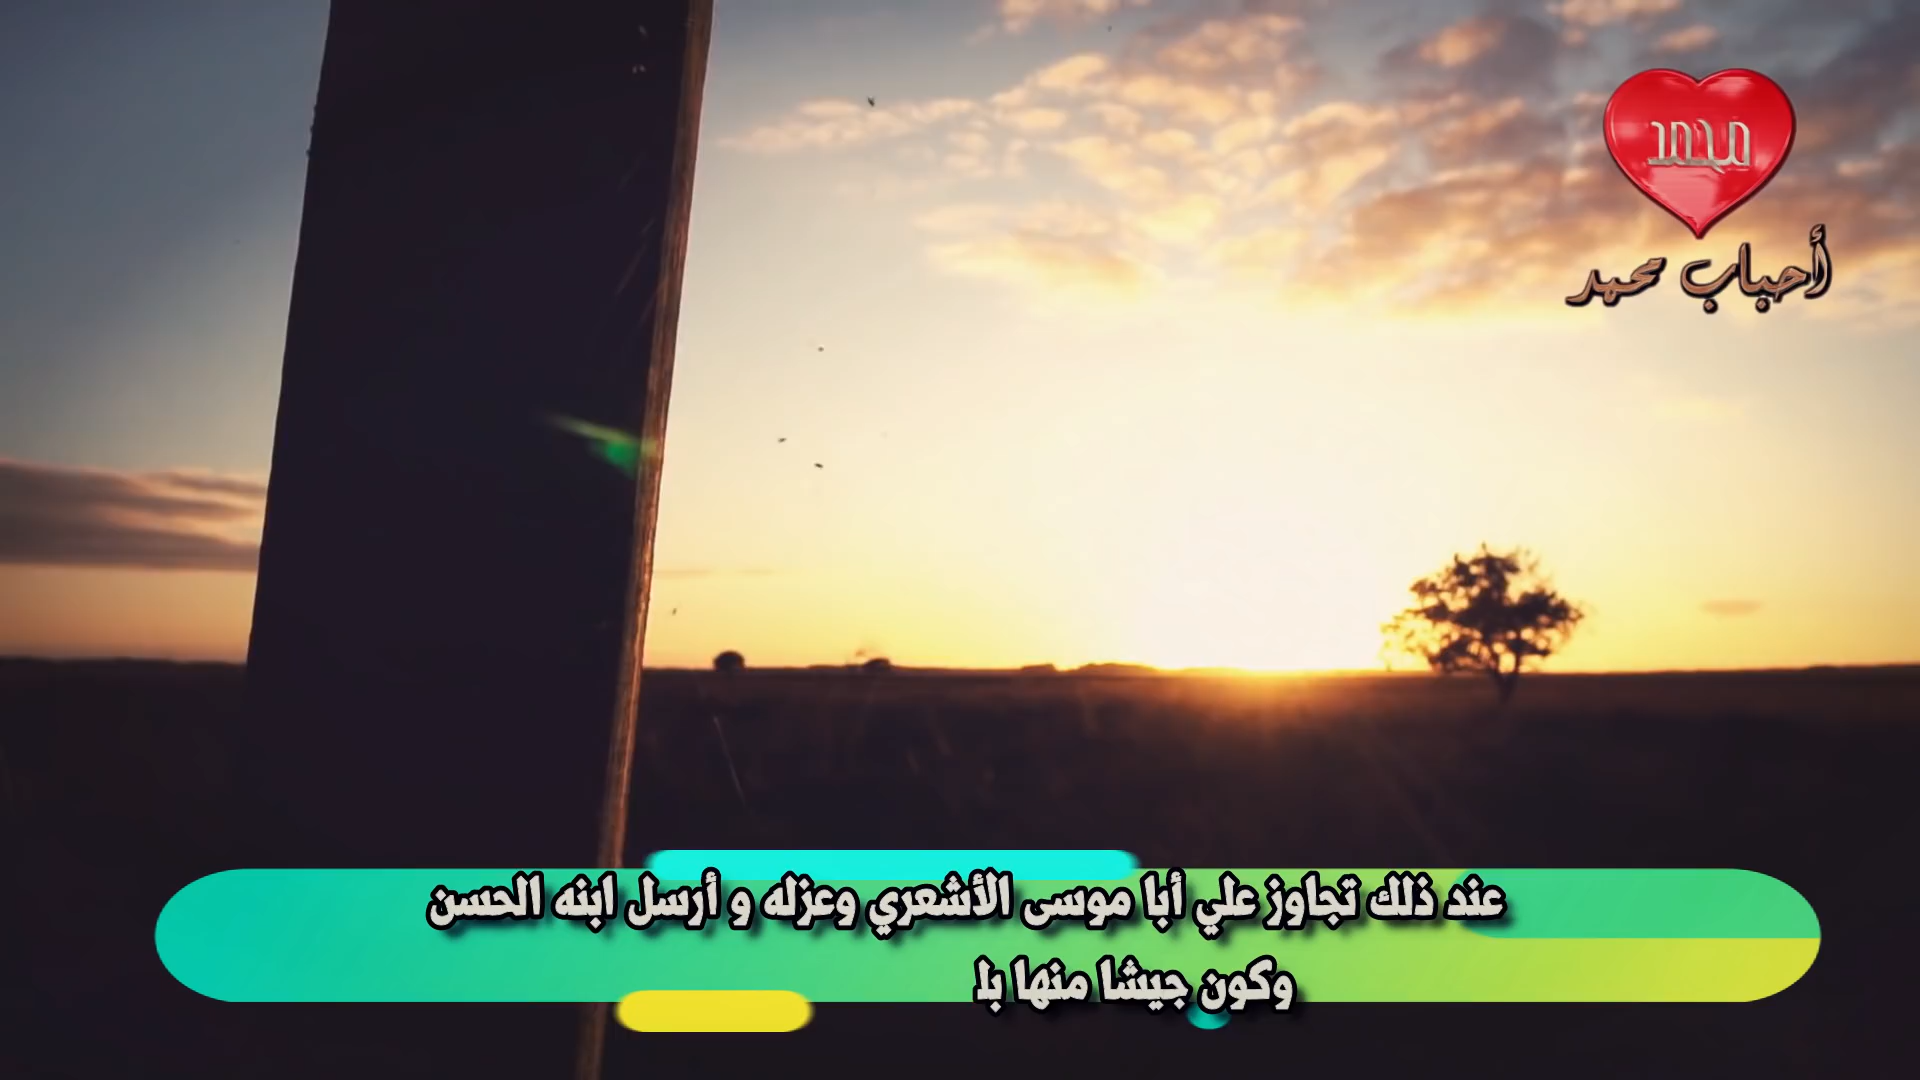 محمد
أحباب محمد
عند ذلك تجاوز علي أبا موسى الأشعري وعزله و أرسل ابنه الحسن
وكون جيشا منها بل